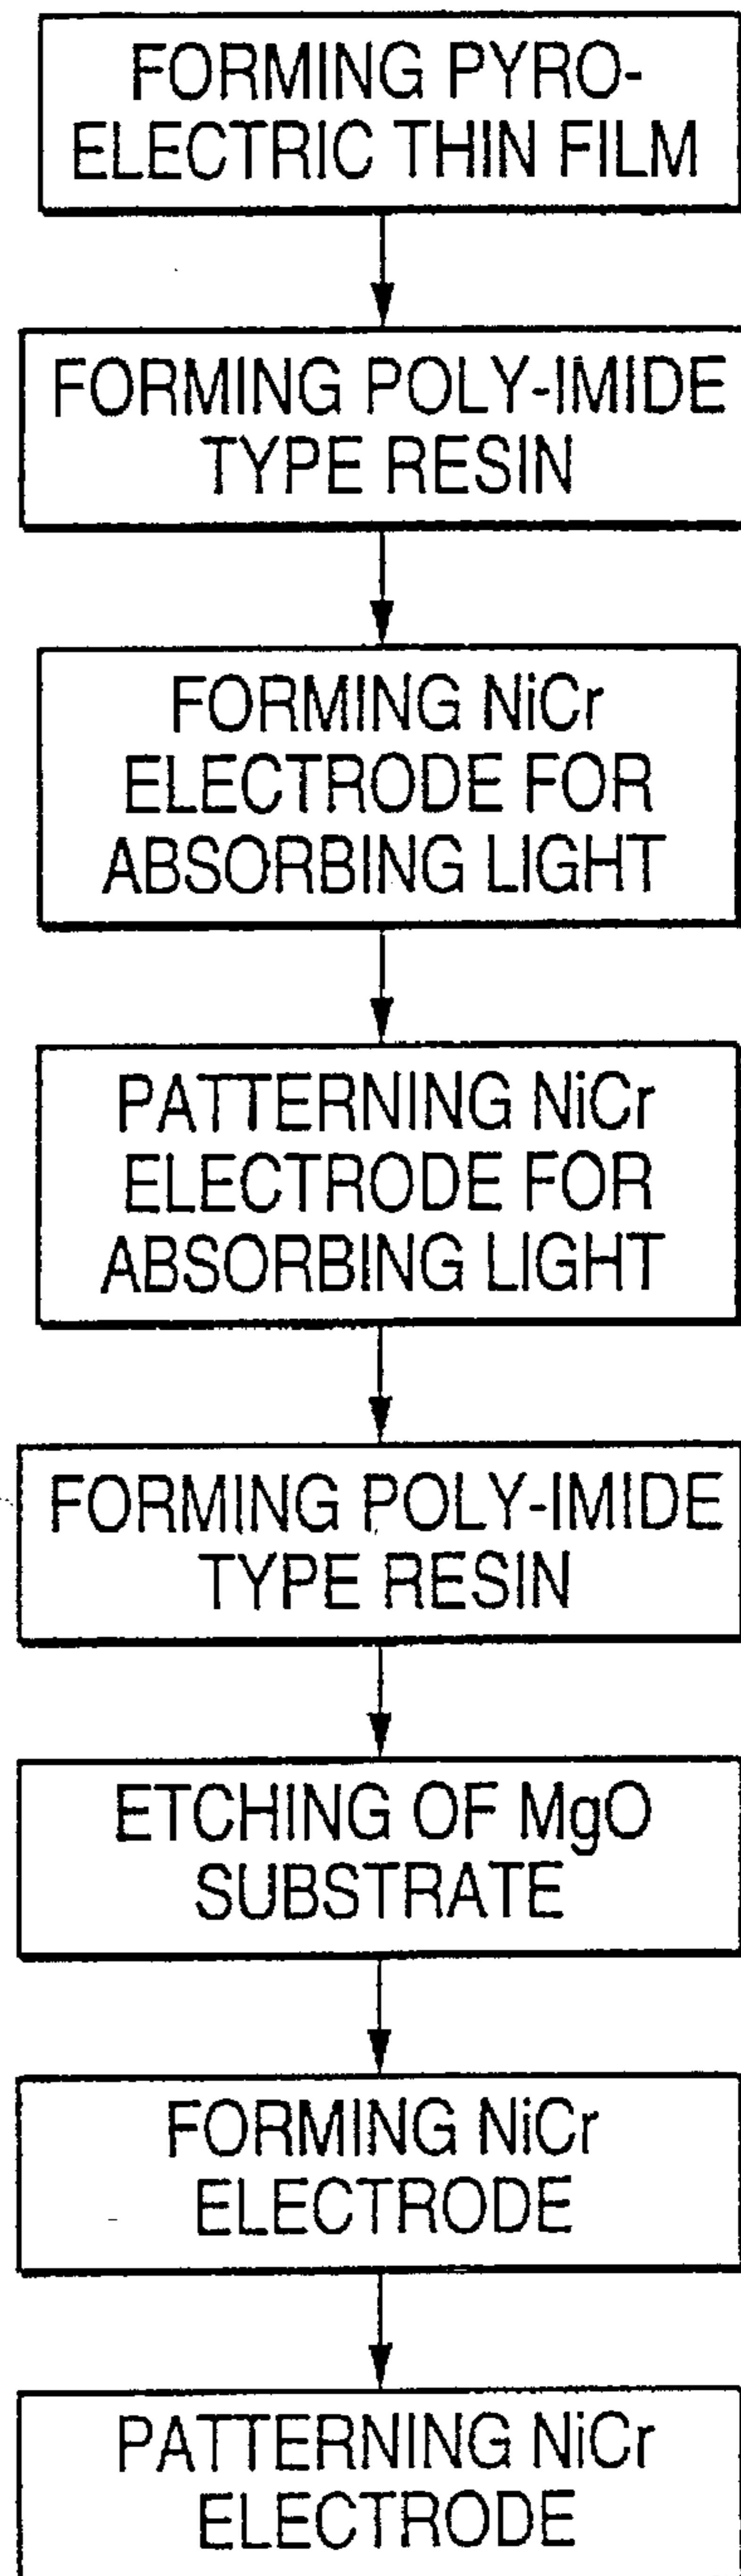 FORMING PYRO-
ELECTRIC THIN FILM
FORMING POLY-IMIDE
TYPE RESIN
FORMING NiCr
ELECTRODE FOR
ABSORBING LIGHT
PATTERNING NiCr
ELECTRODE FOR
ABSORBING LIGHT
FORMING POLY-IMIDE
TYPE RESIN
ETCHING OF MgO
SUBSTRATE
FORMING NiCr
ELECTRODE
PATTERNING NiCr
ELECTRODE